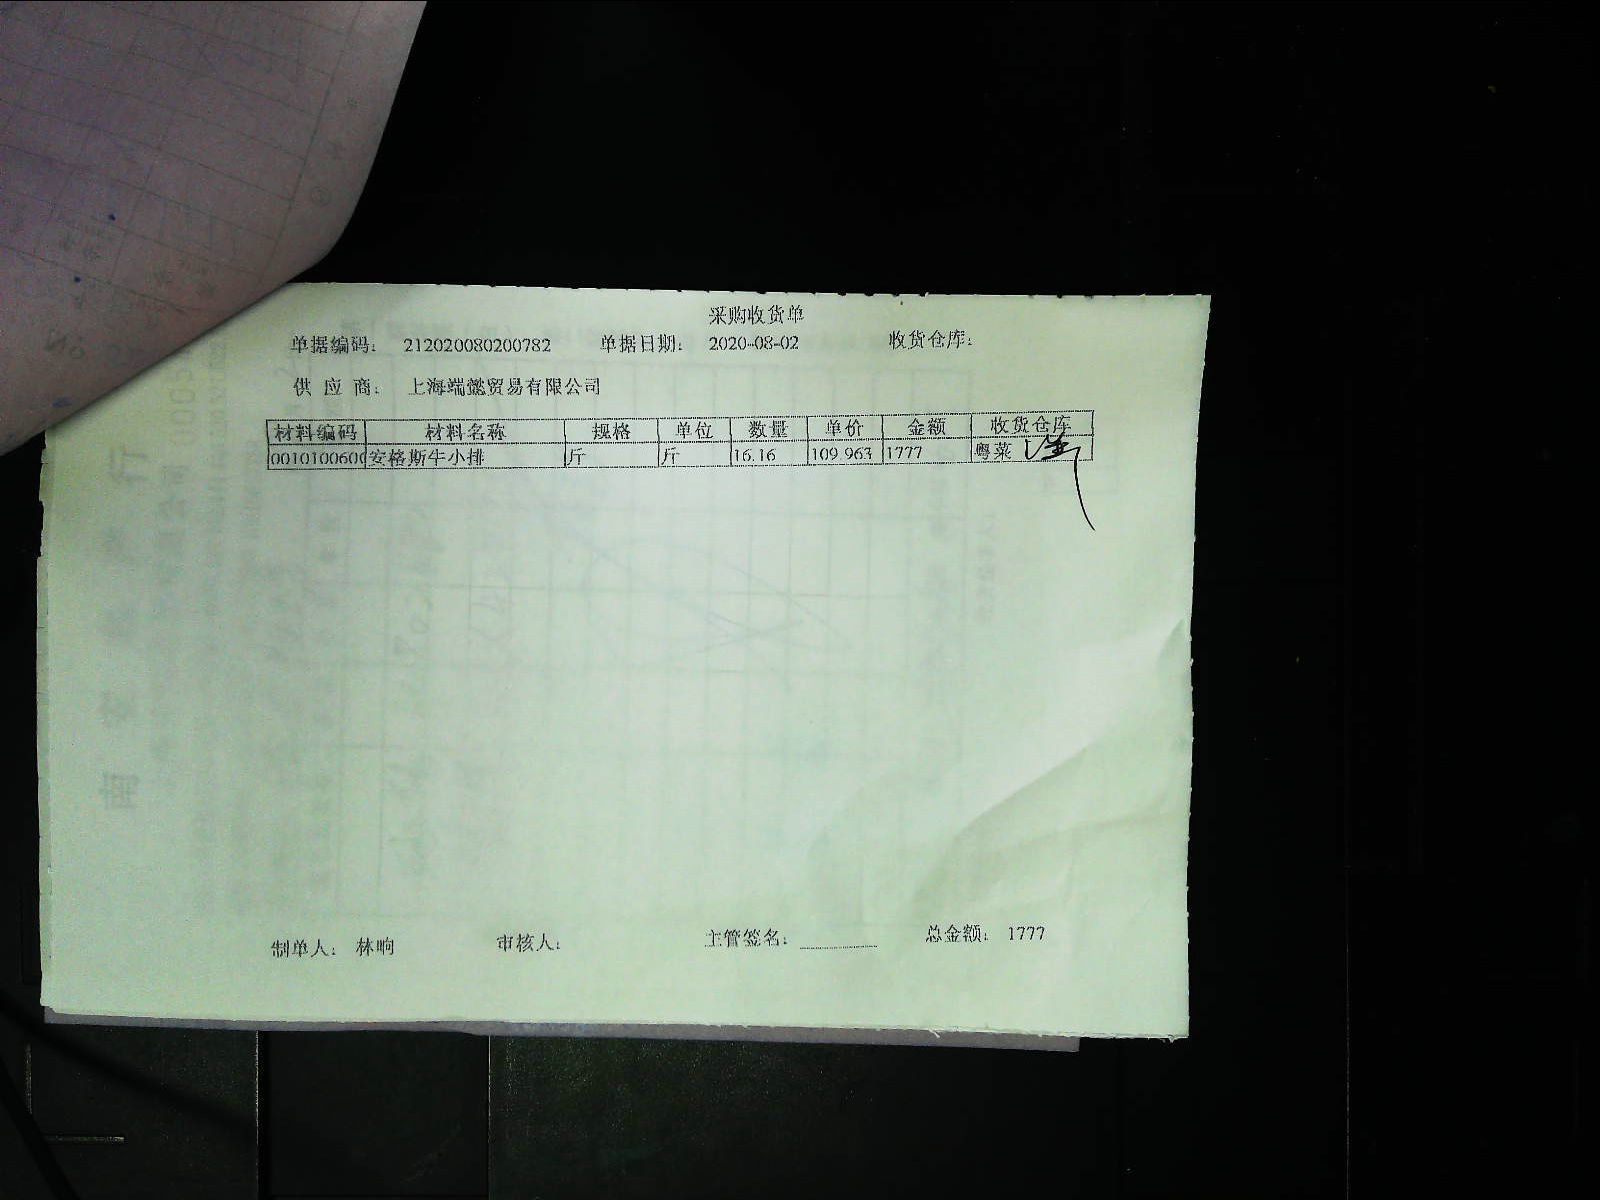 采购收货单
单据编码： 212020080200782 单据日期： 2020-08-02 收货仓库：
供 应 商： 上海端懿贸易有限公司
材料编码 材料名称 规格 单位 数量 单价 金额 收货仓库
0010100600 安格斯牛小排 斤 斤 16.16 109.963 1777 粤菜
制单人： 林响 审核人： 主管签名： 总金额： 1777